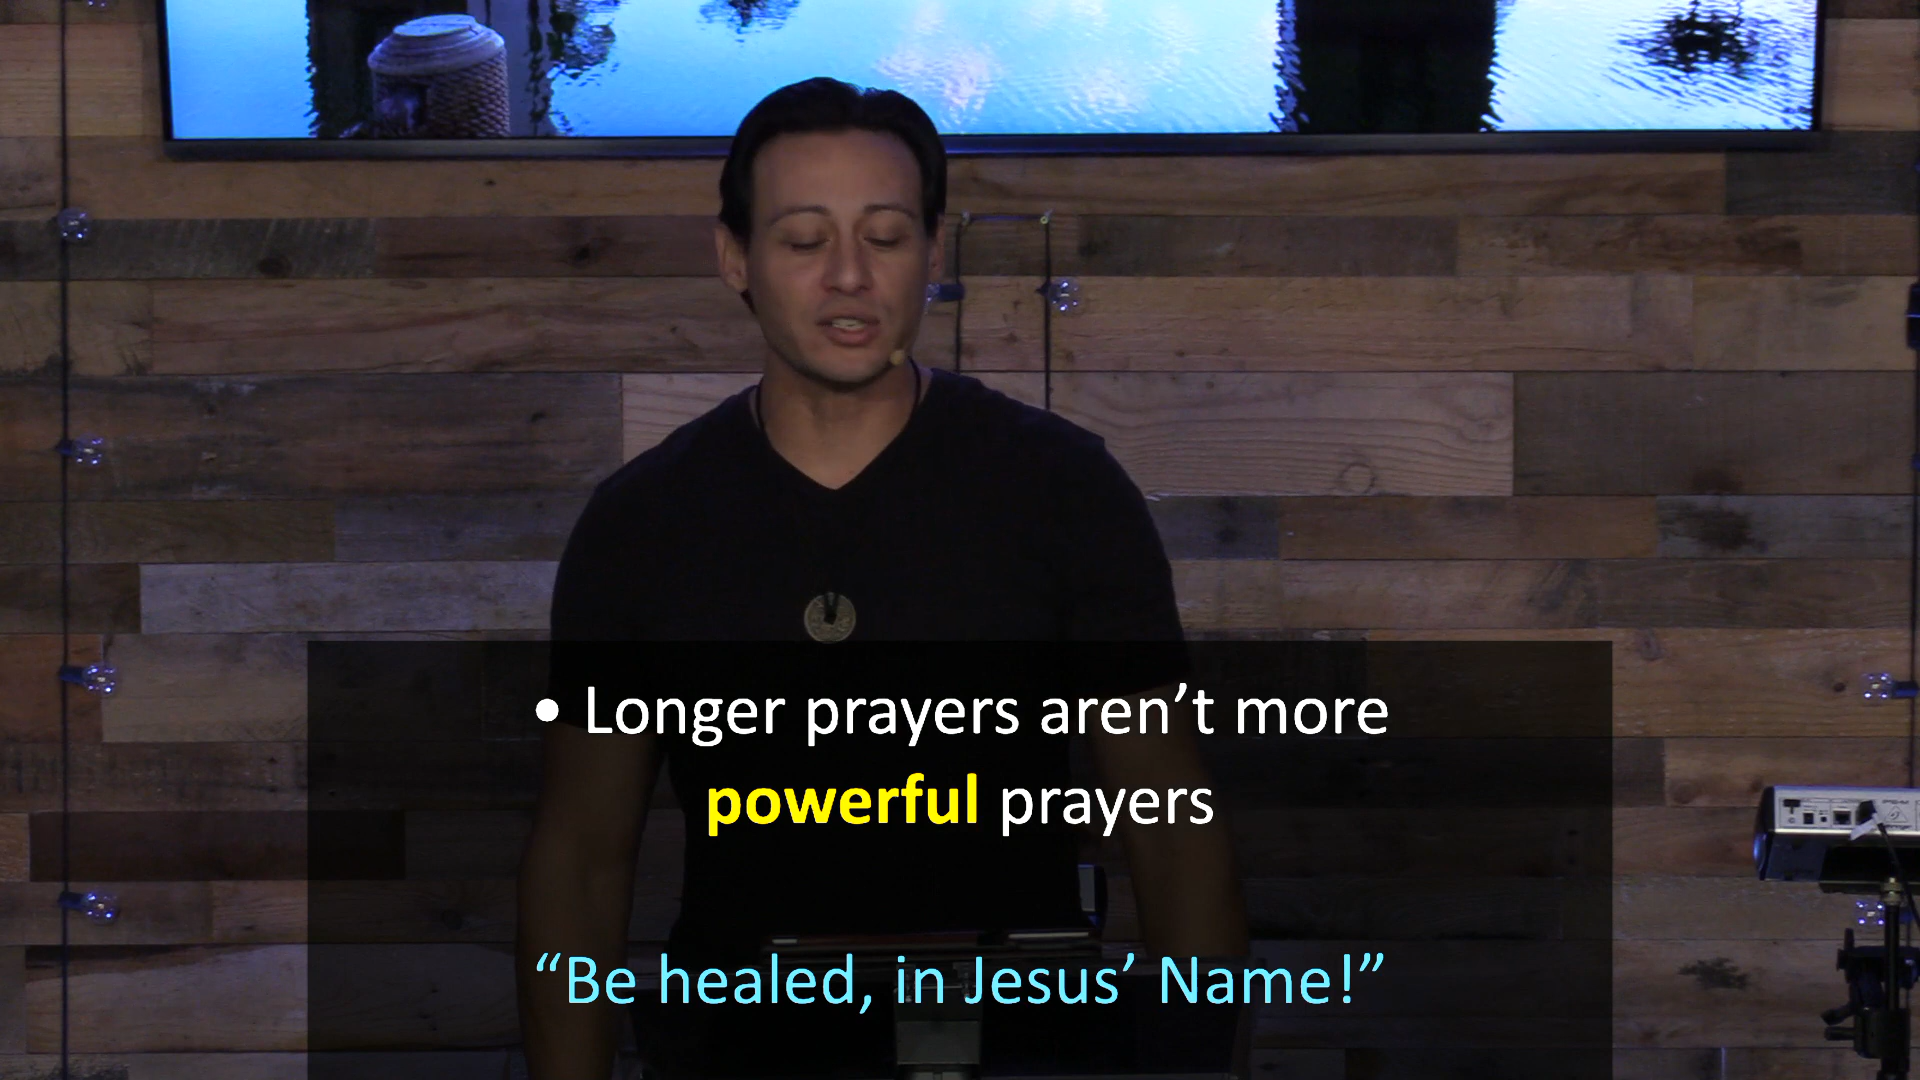 • Longer prayers aren’t more
powerful prayers
“Be healed, in Jesus’ Name!”